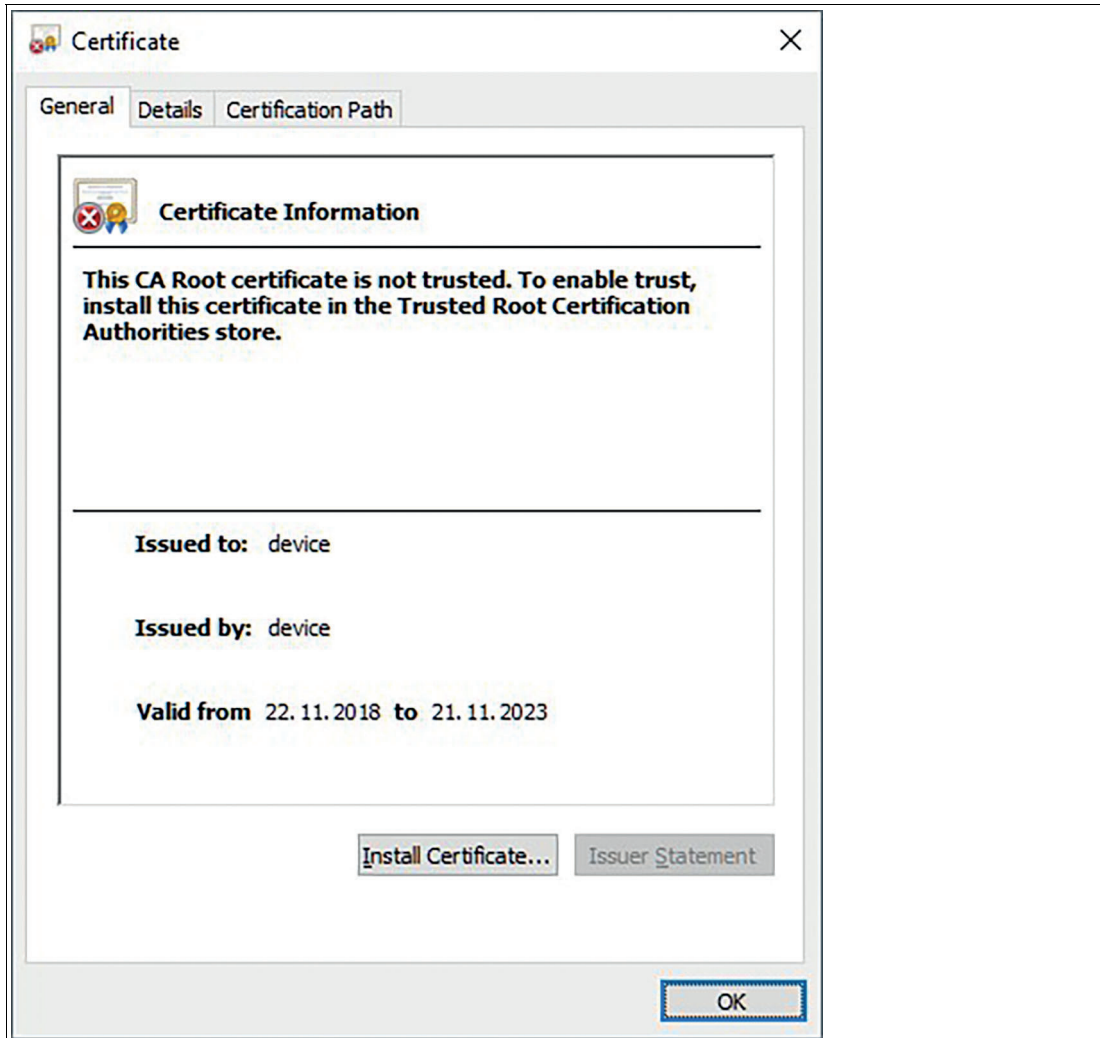 Certificate
General Details Certification Path
Certificate Information
This CA Root certificate is not trusted. To enable trust,
install this certificate in the Trusted Root Certification
Authorities store.
Issued to: device
Issued by: device
Valid from 22. 11. 2018 to 21. 11. 2023
Install Certificate... Issuer Statement
OK